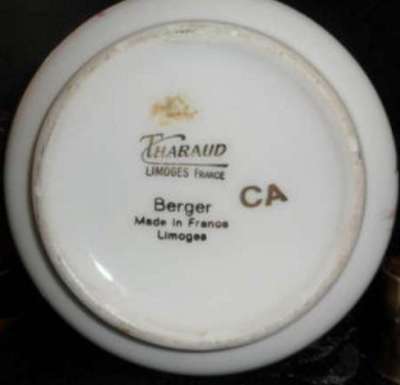 THARAUD
LIMOGES FRANCE
CA
Berger
Made in France
Limoges